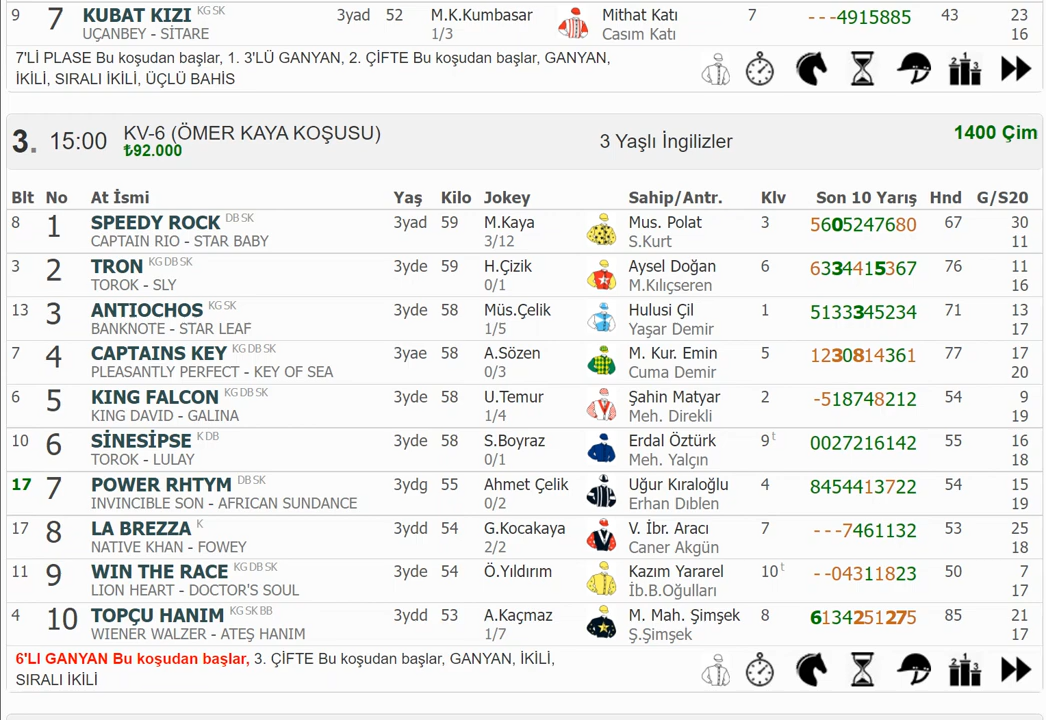 9 7 KUBAT KIZI KG SK 3yad 52 M.K.Kumbasar Mithat Katı 7 - - -4915885 43 23
UÇANBEY - SİTARE 1/3 Casım Katı 16
7'Lİ PLASE Bu koşudan başlar, 1. 3'LÜ GANYAN, 2. ÇİFTE Bu koşudan başlar, GANYAN,
İKİLİ, SIRALI İKİLİ, ÜÇLÜ BAHİS
3. 15:00 KV-6 (ÖMER KAYA KOŞUSU) 3 Yaşlı İngilizler 1400 Çim
₺92.000
Blt No At İsmi Yaş Kilo Jokey Sahip/Antr. Klv Son 10 Yarış Hnd G/S20
8 1 SPEEDY ROCK DB SK 3yad 59 M.Kaya Mus. Polat 3 5605247680 67 30
CAPTAIN RIO - STAR BABY 3/12 S.Kurt 11
3 2 TRON KG DB SK 3yde 59 H.Çizik Aysel Doğan 6 6334415367 76 11
TOROK - SLY 0/1 M.Kılıçseren 16
13 3 ANTIOCHOS KG SK 3yde 58 Müs.Çelik Hulusi Çil 1 5133345234 71 13
BANKNOTE - STAR LEAF 1/5 Yaşar Demir 17
7 4 CAPTAINS KEY KG DB SK 3yae 58 A.Sözen M. Kur. Emin 5 1230814361 77 17
PLEASANTLY PERFECT - KEY OF SEA 0/3 Cuma Demir 20
6 5 KING FALCON KG DB SK 3yde 58 U.Temur Şahin Matyar 2 -518748212 54 9
KING DAVID - GALINA 1/4 Meh. Direkli 19
10 6 SİNESİPSE K DB 3yde 58 S.Boyraz Erdal Öztürk 9t 0027216142 55 16
TOROK - LULAY 0/1 Meh. Yalçın 18
17 7 POWER RHTYM DB SK 3ydg 55 Ahmet Çelik Uğur Kıraloğlu 4 8454413722 54 15
INVINCIBLE SON - AFRICAN SUNDANCE 0/2 Erhan Dıblen 19
17 8 LA BREZZA K 3ydd 54 G.Kocakaya V. İbr. Aracı 7 - - -7461132 53 25
NATIVE KHAN - FOWEY 2/2 Caner Akgün 18
11 9 WIN THE RACE KG DB SK 3yde 54 Ö.Yıldırım Kazım Yararel 10t - -04311823 50 7
LION HEART - DOCTOR'S SOUL İb.B.Oğulları 17
4 10 TOPÇU HANIM KG SK BB 3ydd 53 A.Kaçmaz M. Mah. Şimşek 8 6134251275 85 21
WIENER WALZER - ATEŞ HANIM 1/7 Ş.Şimşek 17
6'LI GANYAN Bu koşudan başlar, 3. ÇİFTE Bu koşudan başlar, GANYAN, İKİLİ,
SIRALI İKİLİ